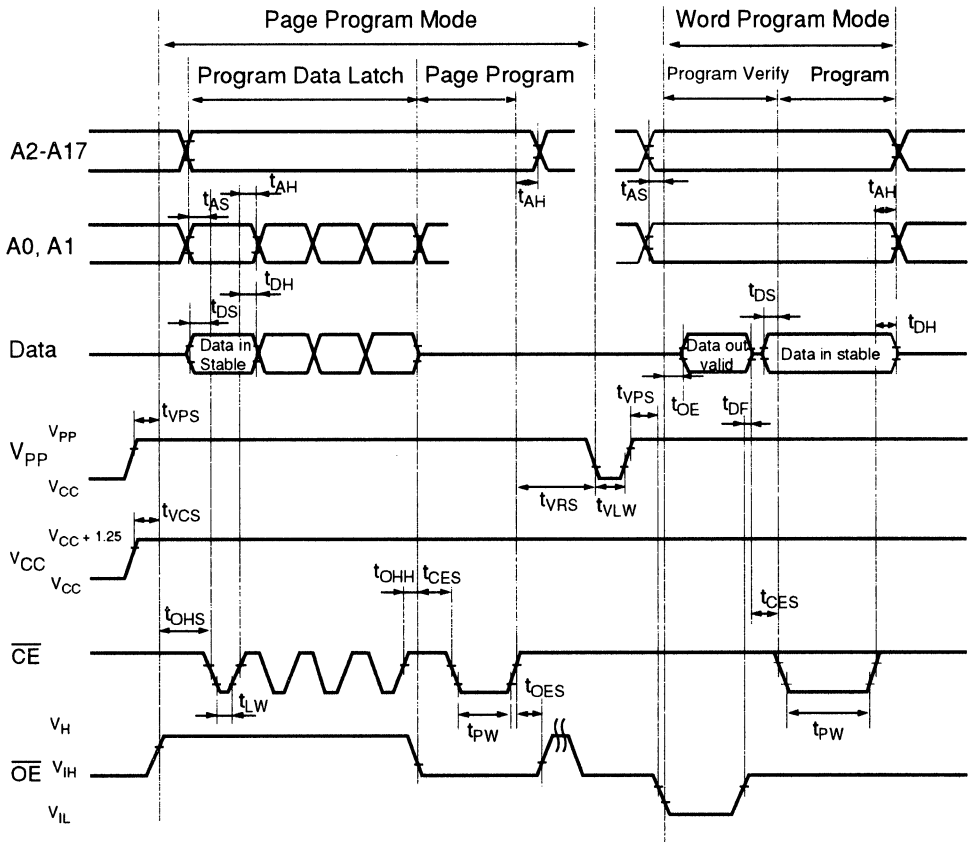 Page Program Mode
Word Program Mode
Program Data Latch
Page Program
Program Verify
Program
A2-A17
tAH
tAS
tAH
tAS
tAH
A0, A1
tDH
tDS
tDS
tDH
Data
Data in
Stable
Data out
valid
Data in stable
tVPS
tVPS
tOE
tDF
VPP
VPP
VCC
tVRS
tVLW
tVCS
VCC + 1.25
VCC
VCC
tOHH
tCES
tCES
tOHS
CE
tLW
tPW
tOES
tPW
VH
OE
VIH
VIL